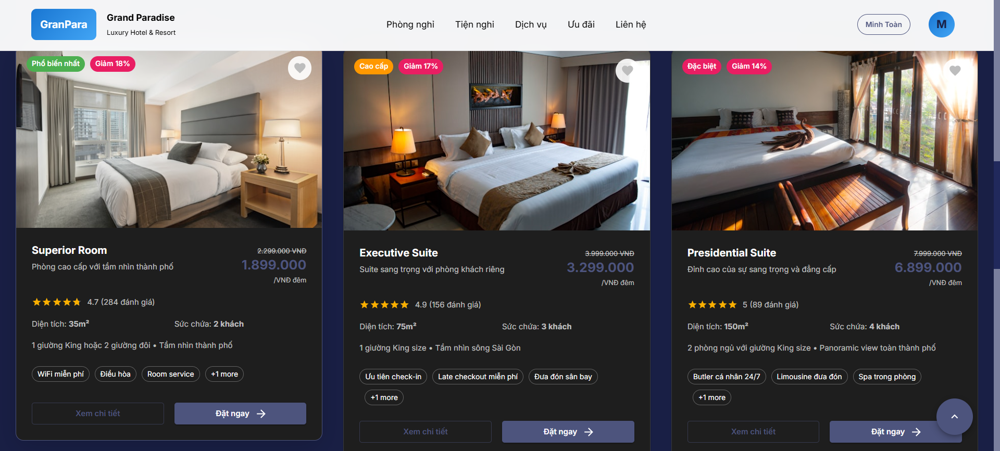 GranPara
Grand Paradise
Luxury Hotel & Resort
Phòng nghỉ
Tiện nghi
Dịch vụ
Ưu đãi
Liên hệ
Minh Toàn
M
Phổ biến nhất
Giảm 18%
Superior Room
2.299.000 VNĐ
Phòng cao cấp với tầm nhìn thành phố
1.899.000
/VNĐ đêm
4.7 (284 đánh giá)
Diện tích: 35m²
Sức chứa: 2 khách
1 giường King hoặc 2 giường đôi • Tầm nhìn thành phố
WiFi miễn phí
Điều hòa
Room service
+1 more
Xem chi tiết
Đặt ngay
Cao cấp
Giảm 17%
Executive Suite
3.999.000 VNĐ
Suite sang trọng với phòng khách riêng
3.299.000
/VNĐ đêm
4.9 (156 đánh giá)
Diện tích: 75m²
Sức chứa: 3 khách
1 giường King size • Tầm nhìn sông Sài Gòn
Ưu tiên check-in
Late checkout miễn phí
Đưa đón sân bay
+1 more
Xem chi tiết
Đặt ngay
Đặc biệt
Giảm 14%
Presidential Suite
7.999.000 VNĐ
Đỉnh cao của sự sang trọng và đẳng cấp
6.899.000
/VNĐ đêm
5 (89 đánh giá)
Diện tích: 150m²
Sức chứa: 4 khách
2 phòng ngủ với giường King size • Panoramic view toàn thành phố
Butler cá nhân 24/7
Limousine đưa đón
Spa trong phòng
+1 more
Xem chi tiết
Đặt ngay